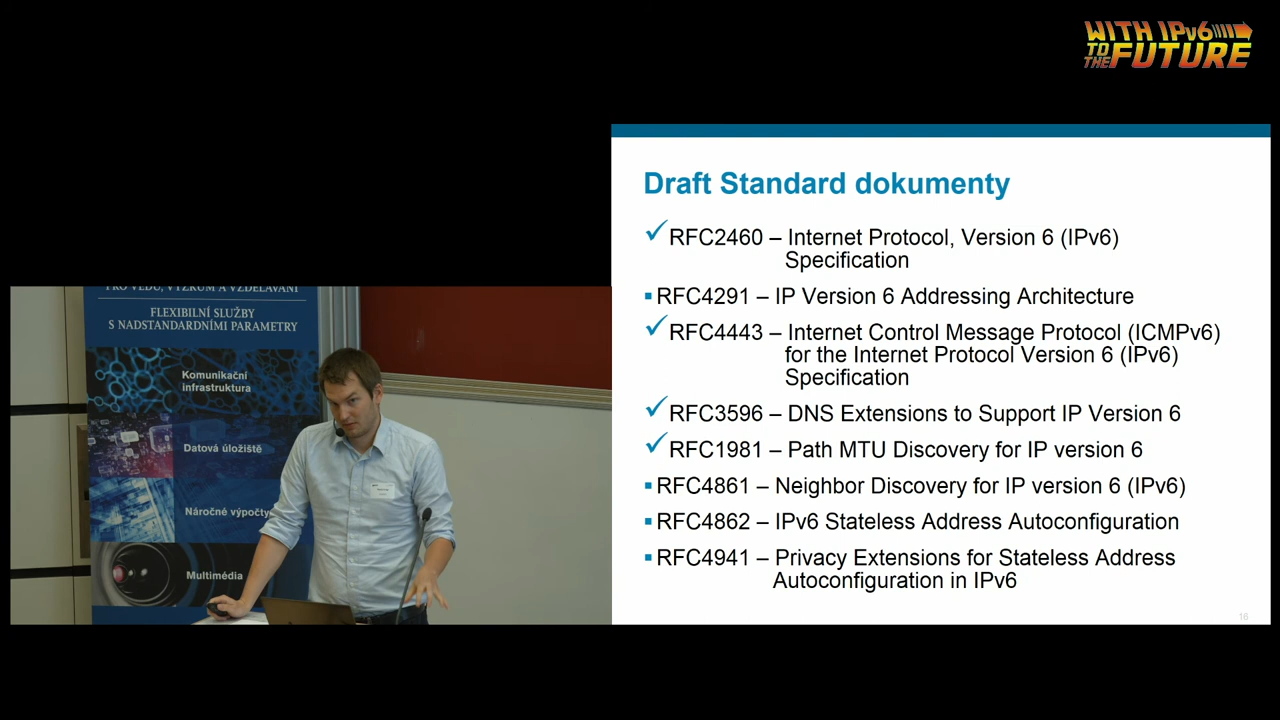 WITH IPv6
TO THE FUTURE
Draft Standard dokumenty
RFC2460 – Internet Protocol, Version 6 (IPv6)
Specification
RFC4291 – IP Version 6 Addressing Architecture
RFC4443 – Internet Control Message Protocol (ICMPv6)
for the Internet Protocol Version 6 (IPv6)
Specification
RFC3596 – DNS Extensions to Support IP Version 6
RFC1981 – Path MTU Discovery for IP version 6
RFC4861 – Neighbor Discovery for IP version 6 (IPv6)
RFC4862 – IPv6 Stateless Address Autoconfiguration
RFC4941 – Privacy Extensions for Stateless Address
Autoconfiguration in IPv6
16
PRO VĚDU, VÝZKUM A VZDĚLÁVÁNÍ
FLEXIBILNÍ SLUŽBY
S NADSTANDARDNÍMI PARAMETRY
Komunikační
infrastruktura
Datová úložiště
Náročné výpočty
Multimédia